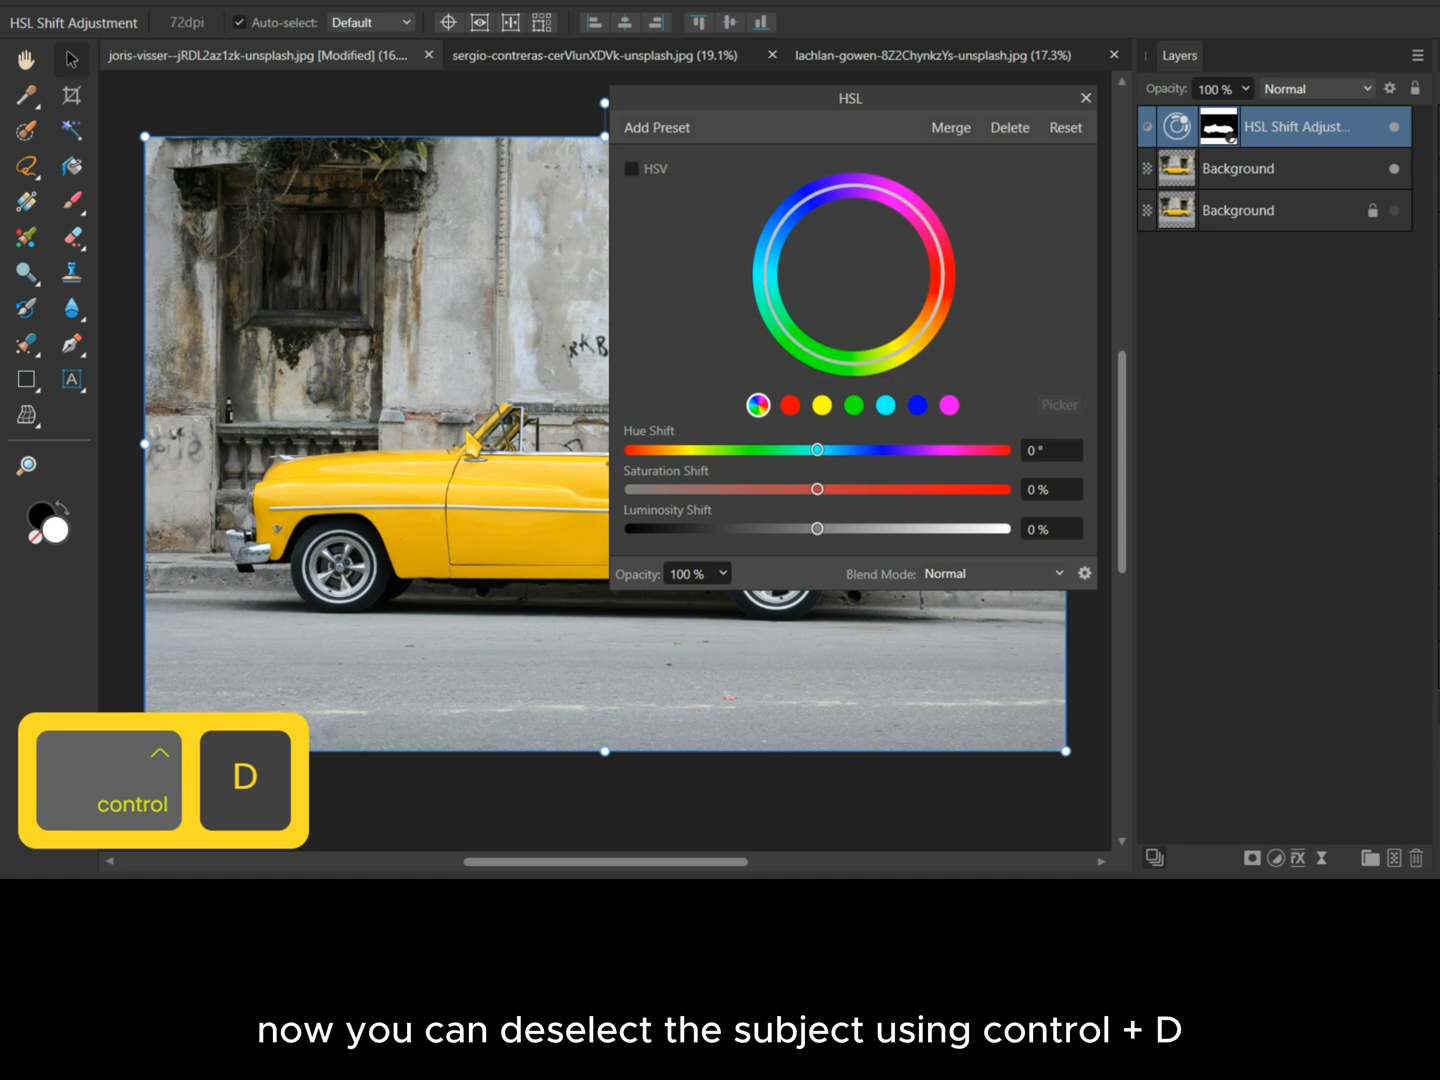 HSL Shift Adjustment
72dpi
Auto-select:
Default
joris-visser--jRDL2az1zk-unsplash.jpg [Modified] (16....
sergio-contreras-cerVlunXDVk-unsplash.jpg (19.1%)
lachlan-gowen-8Z2ChynkzYs-unsplash.jpg (17.3%)
Layers
Opacity:
100 %
Normal
HSL Shift Adjust...
Background
Background
HSL
Add Preset
Merge
Delete
Reset
HSV
Picker
Hue Shift
0 °
Saturation Shift
0 %
Luminosity Shift
0 %
Opacity:
100 %
Blend Mode:
Normal
A
FX
control
D
now you can deselect the subject using control + D